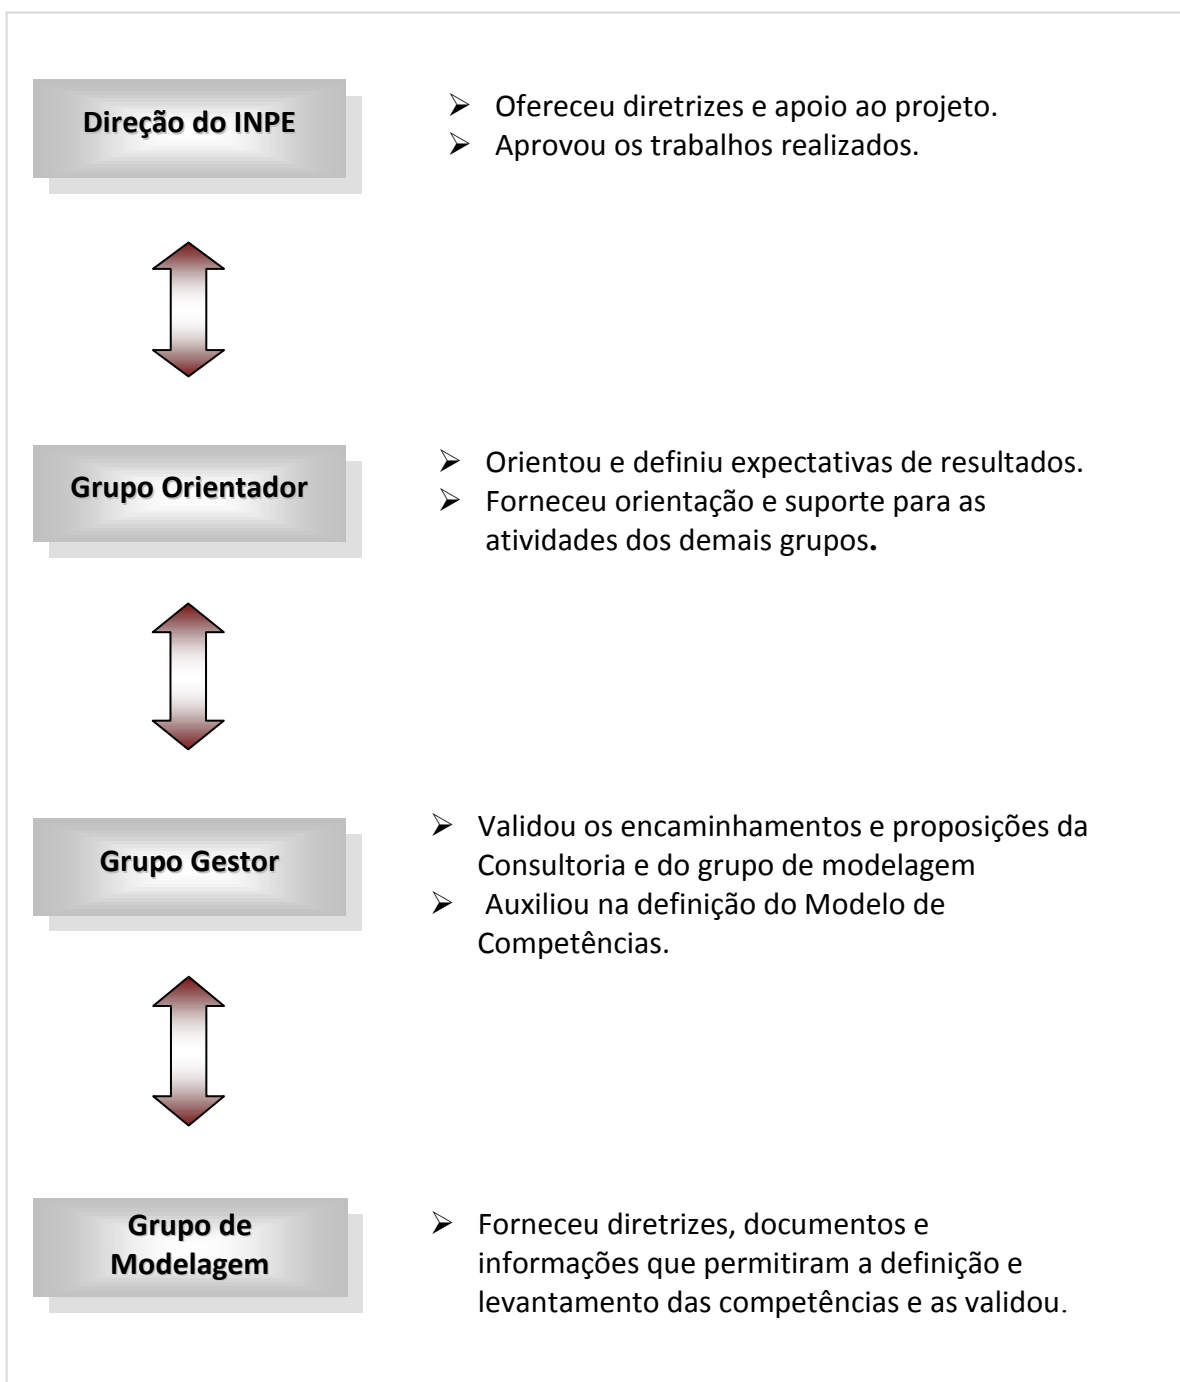 Direção do INPE
➢ Ofereceu diretrizes e apoio ao projeto.
➢ Aprovou os trabalhos realizados.
Grupo Orientador
➢ Orientou e definiu expectativas de resultados.
➢ Forneceu orientação e suporte para as
atividades dos demais grupos.
Grupo Gestor
➢ Validou os encaminhamentos e proposições da
Consultoria e do grupo de modelagem
➢ Auxiliou na definição do Modelo de
Competências.
Grupo de
Modelagem
➢ Forneceu diretrizes, documentos e
informações que permitiram a definição e
levantamento das competências e as validou.